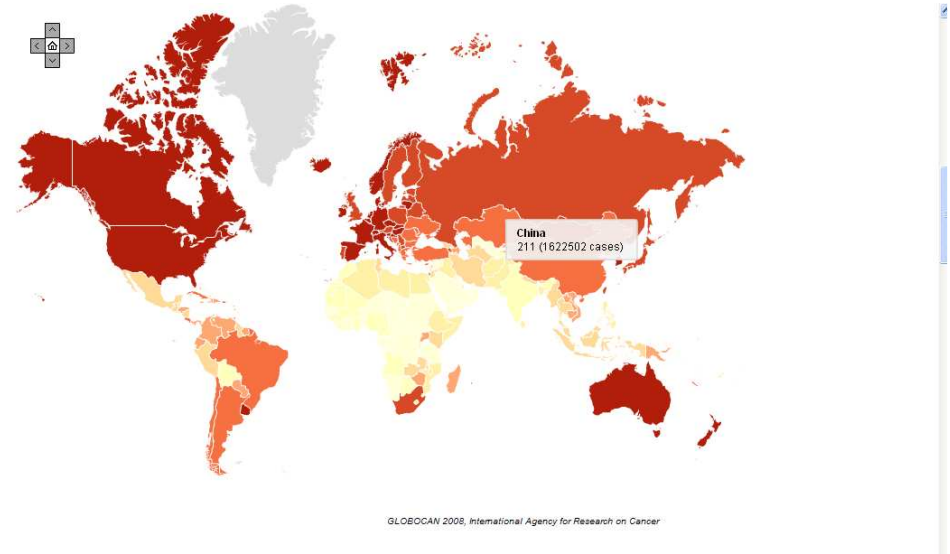 China
211 (1622502 cases)
GLOBOCAN 2008, International Agency for Research on Cancer